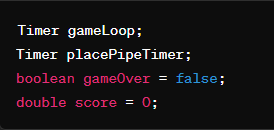 Timer gameLoop;
Timer placePipeTimer;
boolean gameOver = false;
double score = 0;